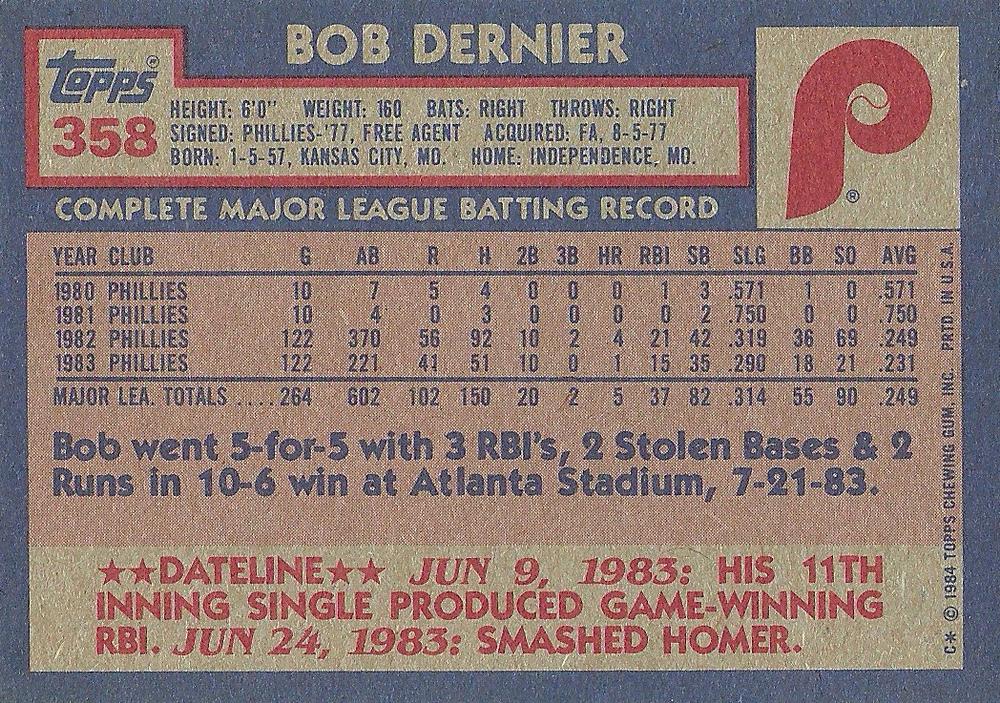 BOB DERNIER
Topps®
358
HEIGHT: 6'0" WEIGHT: 160 BATS: RIGHT THROWS: RIGHT
SIGNED: PHILLIES-'77, FREE AGENT ACQUIRED: FA, 8-5-77
BORN: 1-5-57, KANSAS CITY, MO. HOME: INDEPENDENCE, MO.
P ®
COMPLETE MAJOR LEAGUE BATTING RECORD
YEAR CLUB G AB R H 2B 3B HR RBI SB SLG BB SO AVG
1980 PHILLIES 10 7 5 4 0 0 0 1 3 .571 1 0 .571
1981 PHILLIES 10 4 0 3 0 0 0 0 2 .750 0 0 .750
1982 PHILLIES 122 370 56 92 10 2 4 21 42 .319 36 69 .249
1983 PHILLIES 122 221 41 51 10 0 1 15 35 .290 18 21 .231
MAJOR LEA. TOTALS ....264 602 102 150 20 2 5 37 82 .314 55 90 .249
Bob went 5-for-5 with 3 RBI's, 2 Stolen Bases & 2
Runs in 10-6 win at Atlanta Stadium, 7-21-83.
★★DATELINE★★ JUN 9, 1983: HIS 11TH
INNING SINGLE PRODUCED GAME-WINNING
RBI. JUN 24, 1983: SMASHED HOMER.
C* © 1984 TOPPS CHEWING GUM, INC. PRTD. IN U.S.A.